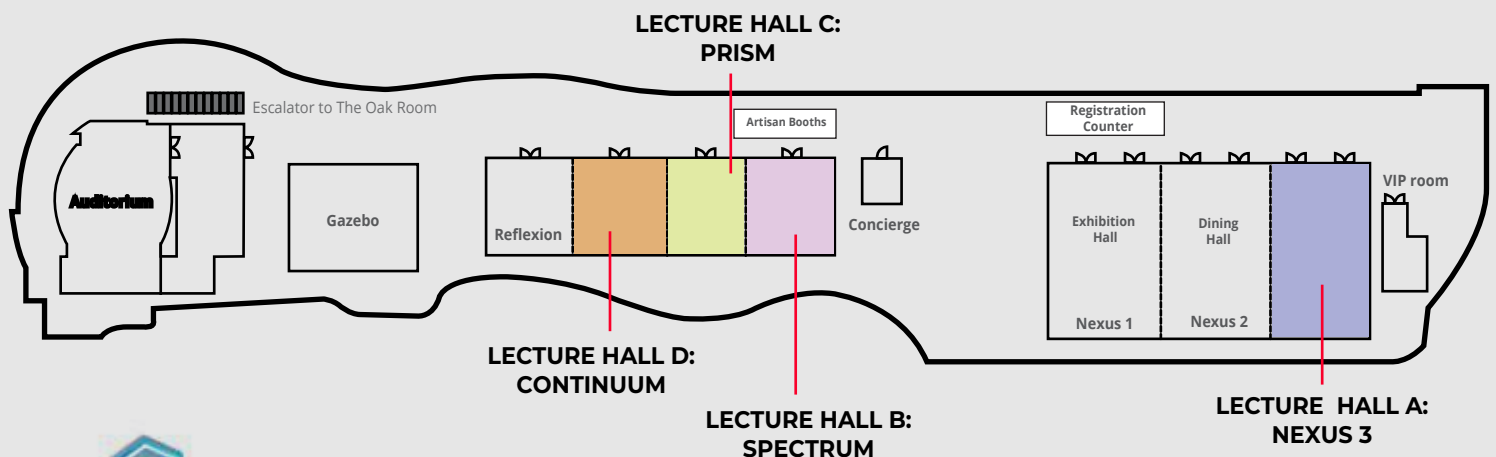 LECTURE HALL C:
PRISM
Escalator to The Oak Room
Artisan Booths
Registration
Counter
Auditorium
Gazebo
Reflexion
Concierge
Exhibition
Hall
Dining
Hall
VIP room
Nexus 1
Nexus 2
LECTURE HALL D:
CONTINUUM
LECTURE HALL B:
SPECTRUM
LECTURE HALL A:
NEXUS 3